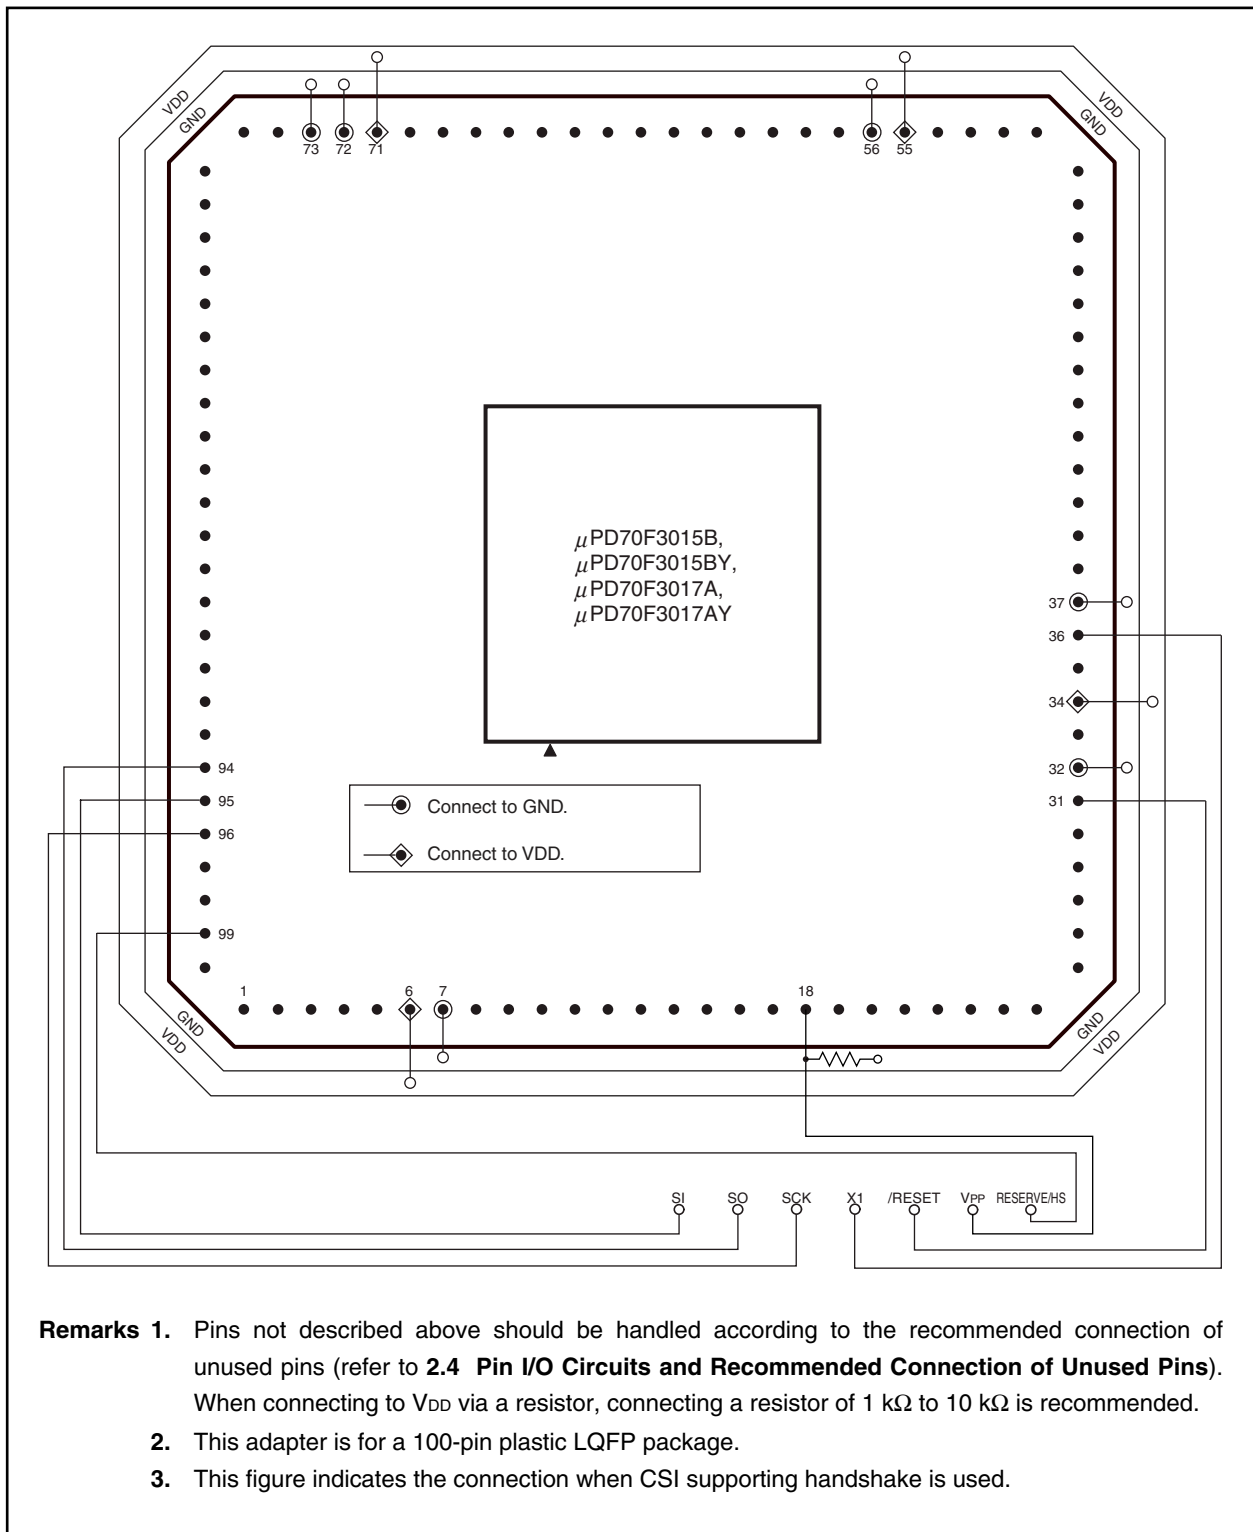 VDD
GND
VDD
GND
73
72
71
56
55
μPD70F3015B,
μPD70F3015BY,
μPD70F3017A,
μPD70F3017AY
37
36
34
32
31
94
95
96
99
Connect to GND.
Connect to VDD.
1
6
7
18
GND
VDD
GND
VDD
SI
SO
SCK
X1
/RESET
VPP
RESERVE/HS
Remarks 1. Pins not described above should be handled according to the recommended connection of
unused pins (refer to 2.4 Pin I/O Circuits and Recommended Connection of Unused Pins).
When connecting to VDD via a resistor, connecting a resistor of 1 kΩ to 10 kΩ is recommended.
2. This adapter is for a 100-pin plastic LQFP package.
3. This figure indicates the connection when CSI supporting handshake is used.